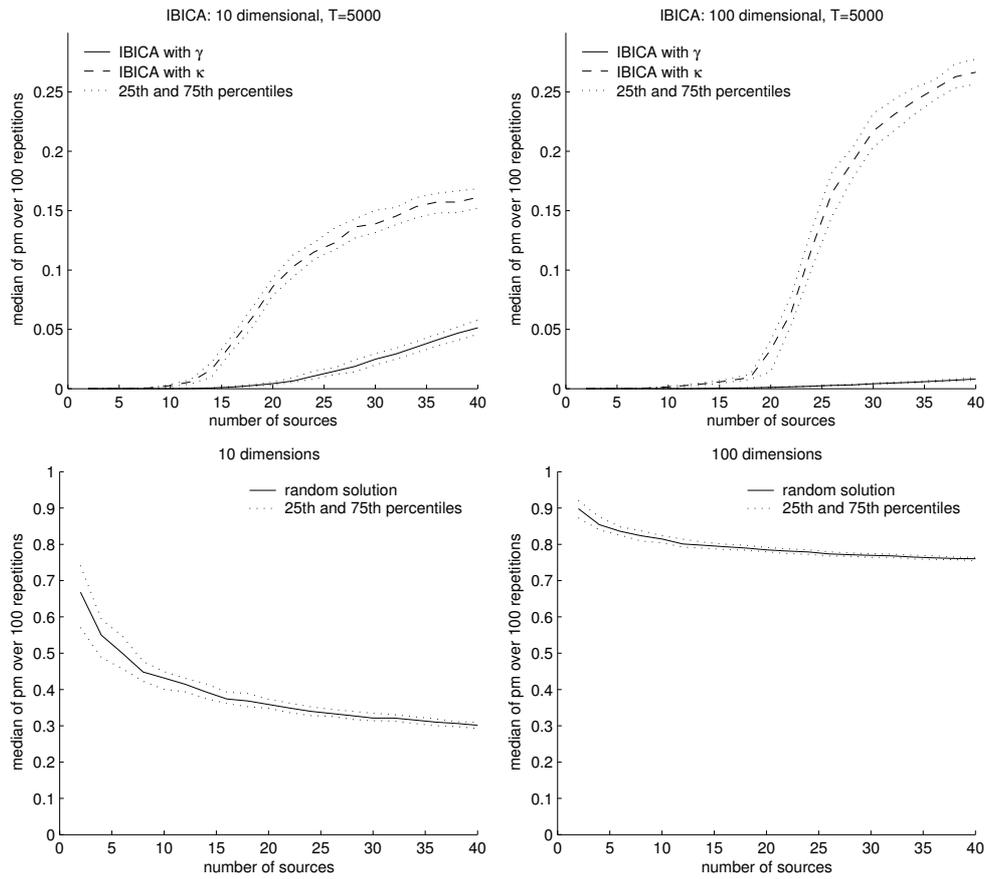 IBICA: 10 dimensional, T=5000
IBICA with γ
IBICA with κ
25th and 75th percentiles
median of pm over 100 repetitions
0.25
0.2
0.15
0.1
0.05
0
0 5 10 15 20 25 30 35 40
number of sources
IBICA: 100 dimensional, T=5000
IBICA with γ
IBICA with κ
25th and 75th percentiles
median of pm over 100 repetitions
0.25
0.2
0.15
0.1
0.05
0
0 5 10 15 20 25 30 35 40
number of sources
10 dimensions
random solution
25th and 75th percentiles
median of pm over 100 repetitions
1
0.9
0.8
0.7
0.6
0.5
0.4
0.3
0.2
0.1
0
0 5 10 15 20 25 30 35 40
number of sources
100 dimensions
random solution
25th and 75th percentiles
median of pm over 100 repetitions
1
0.9
0.8
0.7
0.6
0.5
0.4
0.3
0.2
0.1
0
0 5 10 15 20 25 30 35 40
number of sources